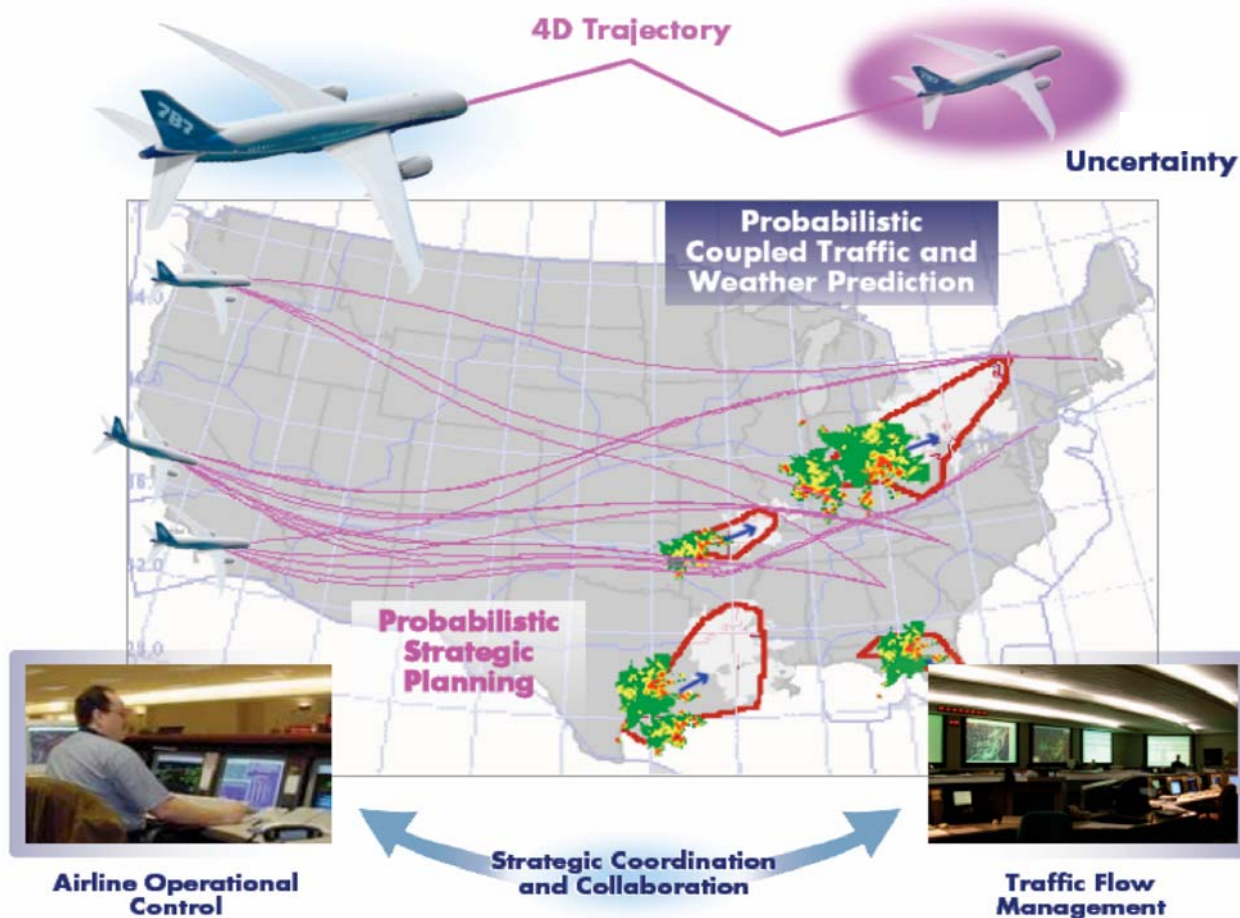 4D Trajectory
787
Uncertainty
Probabilistic
Coupled Traffic and
Weather Prediction
Probabilistic
Strategic
Planning
Strategic Coordination
and Collaboration
Airline Operational
Control
Traffic Flow
Management